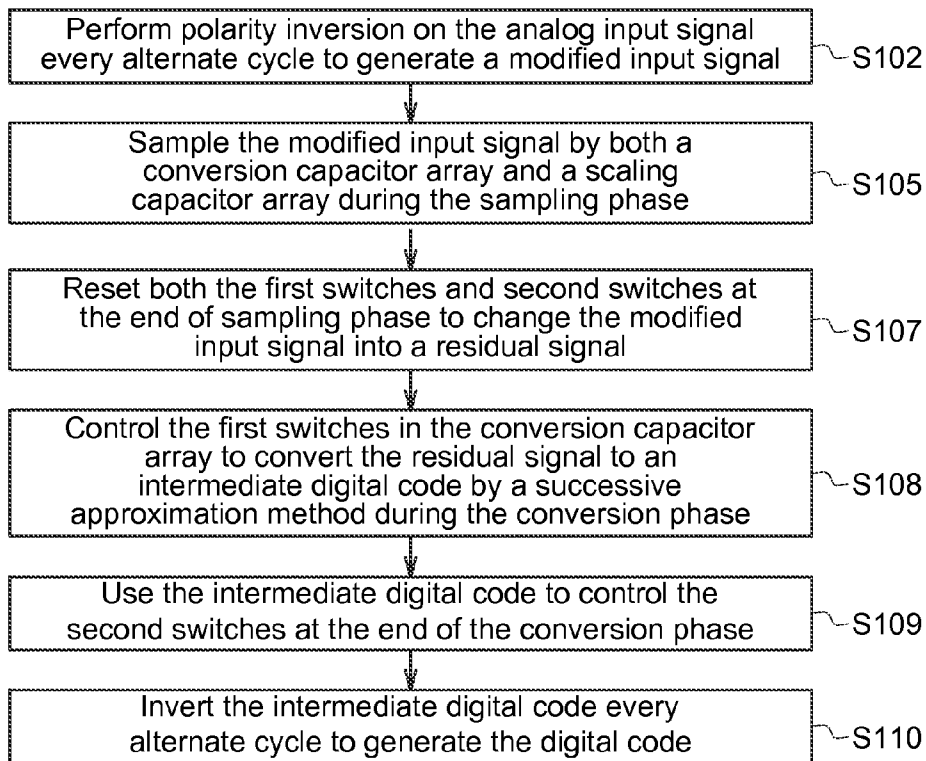 Perform polarity inversion on the analog input signal
every alternate cycle to generate a modified input signal
S102
Sample the modified input signal by both a
conversion capacitor array and a scaling
capacitor array during the sampling phase
S105
Reset both the first switches and second switches at
the end of sampling phase to change the modified
input signal into a residual signal
S107
Control the first switches in the conversion capacitor
array to convert the residual signal to an
intermediate digital code by a successive
approximation method during the conversion phase
S108
Use the intermediate digital code to control the
second switches at the end of the conversion phase
S109
Invert the intermediate digital code every
alternate cycle to generate the digital code
S110